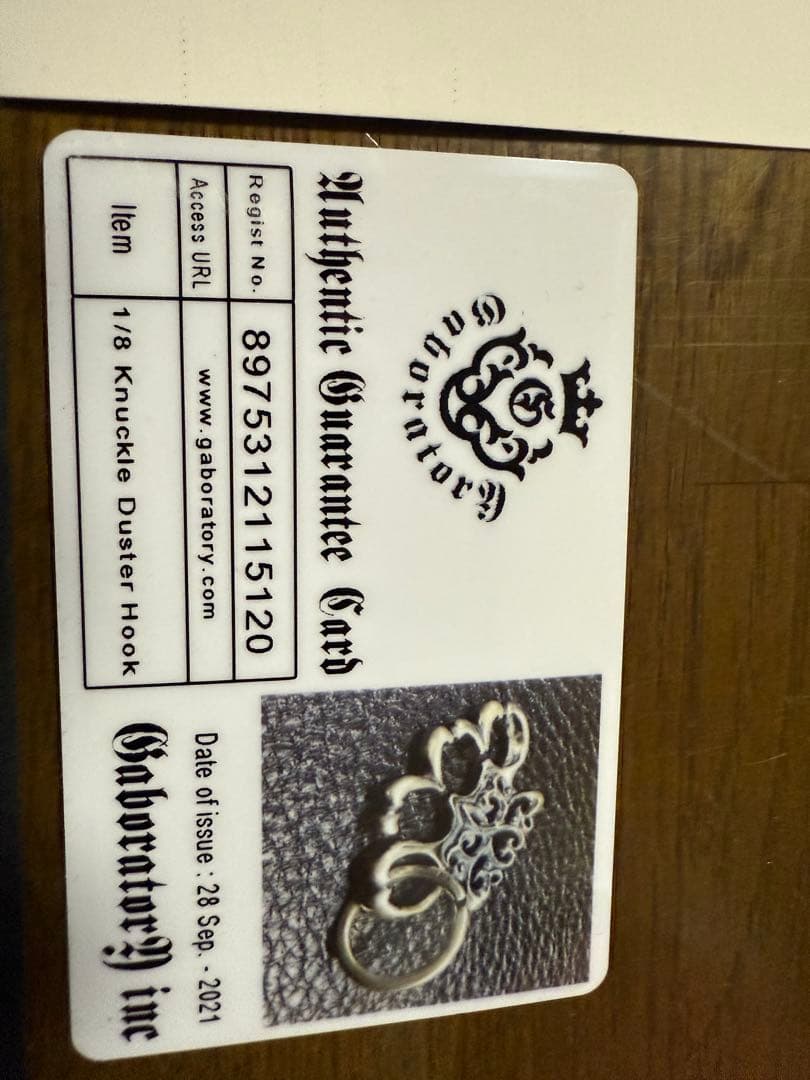 GaboratorY
G
Authentic Guarantee Card
Regist No. 8975312115120
Access URL www.gaboratory.com
Item 1/8 Knuckle Duster Hook
Date of issue : 28 Sep. - 2021
GaboratorY inc